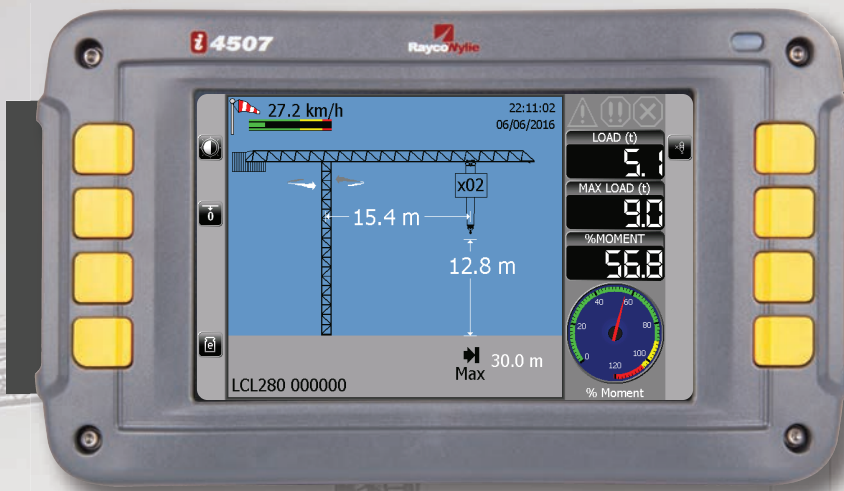 i 4507
RaycoWylie
27.2 km/h
22:11:02
06/06/2016
LOAD (t)
5.1
x02
MAX LOAD (t)
9.0
15.4 m
%MOMENT
56.8
12.8 m
0
e
40
60
20
80
0
100
120
Max
30.0 m
LCL280 000000
% Moment